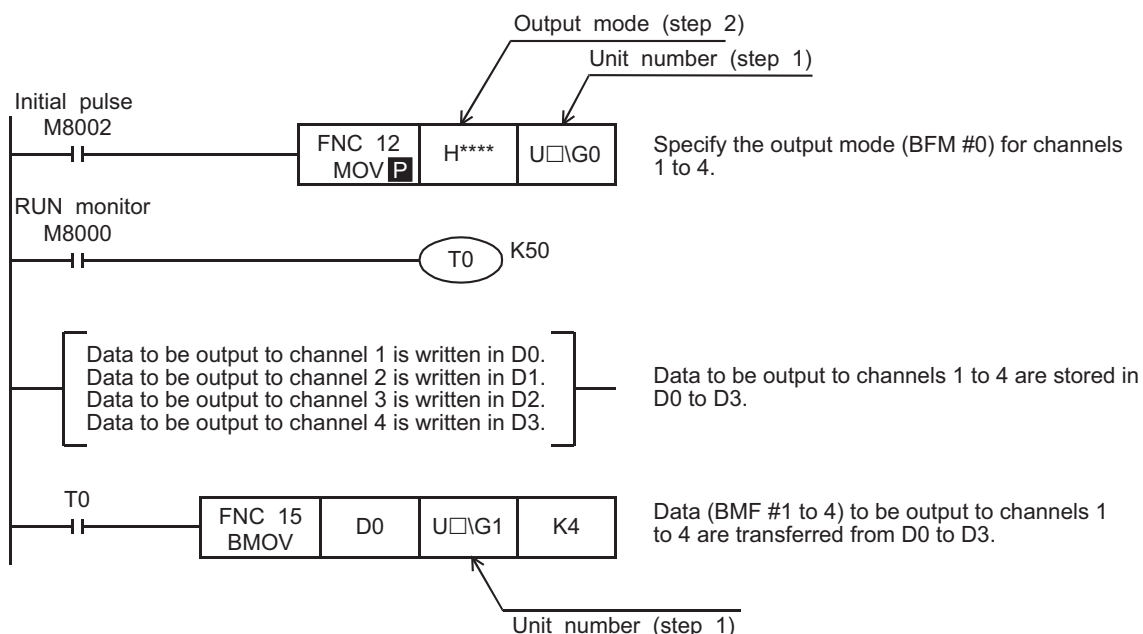 Output mode (step 2)
Unit number (step 1)
Initial pulse
M8002
FNC 12
MOV P
H****
U□\G0
Specify the output mode (BFM #0) for channels
1 to 4.
RUN monitor
M8000
T0
K50
Data to be output to channel 1 is written in D0.
Data to be output to channel 2 is written in D1.
Data to be output to channel 3 is written in D2.
Data to be output to channel 4 is written in D3.
Data to be output to channels 1 to 4 are stored in
D0 to D3.
T0
FNC 15
BMOV
D0
U□\G1
K4
Data (BMF #1 to 4) to be output to channels 1
to 4 are transferred from D0 to D3.
Unit number (step 1)